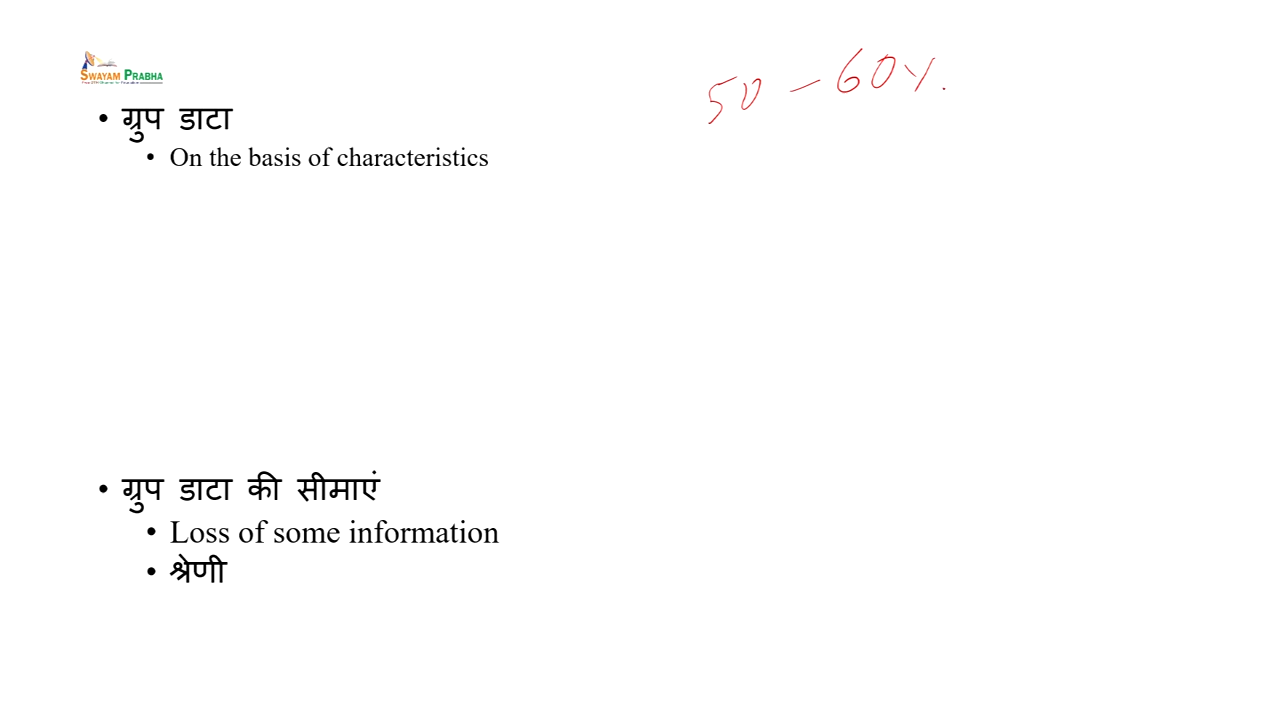 SWAYAM PRABHA
50 - 60%
• ग्रुप डाटा
• On the basis of characteristics
• ग्रुप डाटा की सीमाएं
• Loss of some information
• श्रेणी